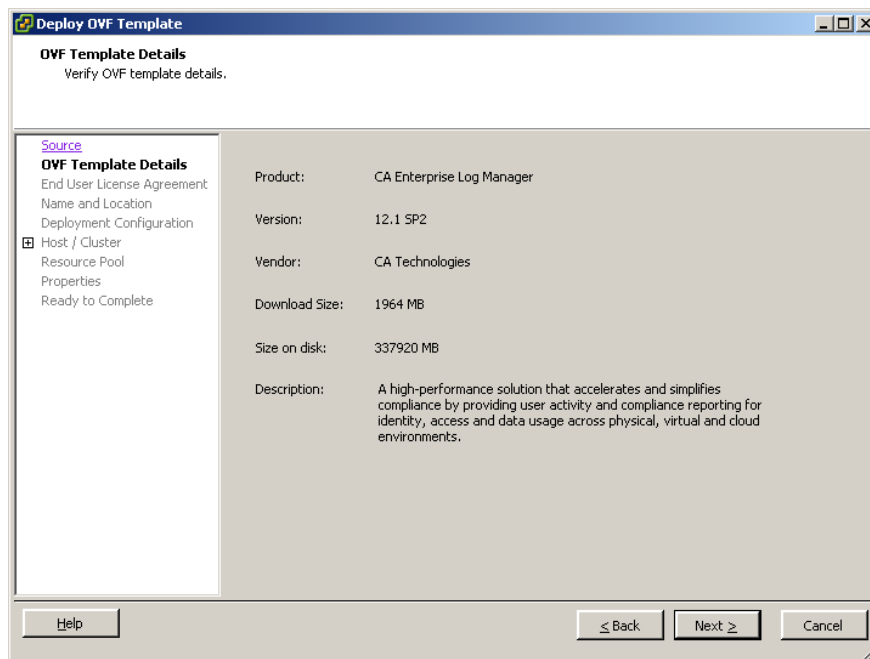 Deploy OVF Template
OVF Template Details
Verify OVF template details.
Source
OVF Template Details
End User License Agreement
Name and Location
Deployment Configuration
Host / Cluster
Resource Pool
Properties
Ready to Complete
Product: CA Enterprise Log Manager
Version: 12.1 SP2
Vendor: CA Technologies
Download Size: 1964 MB
Size on disk: 337920 MB
Description: A high-performance solution that accelerates and simplifies
compliance by providing user activity and compliance reporting for
identity, access and data usage across physical, virtual and cloud
environments.
Help
≤ Back
Next ≥
Cancel